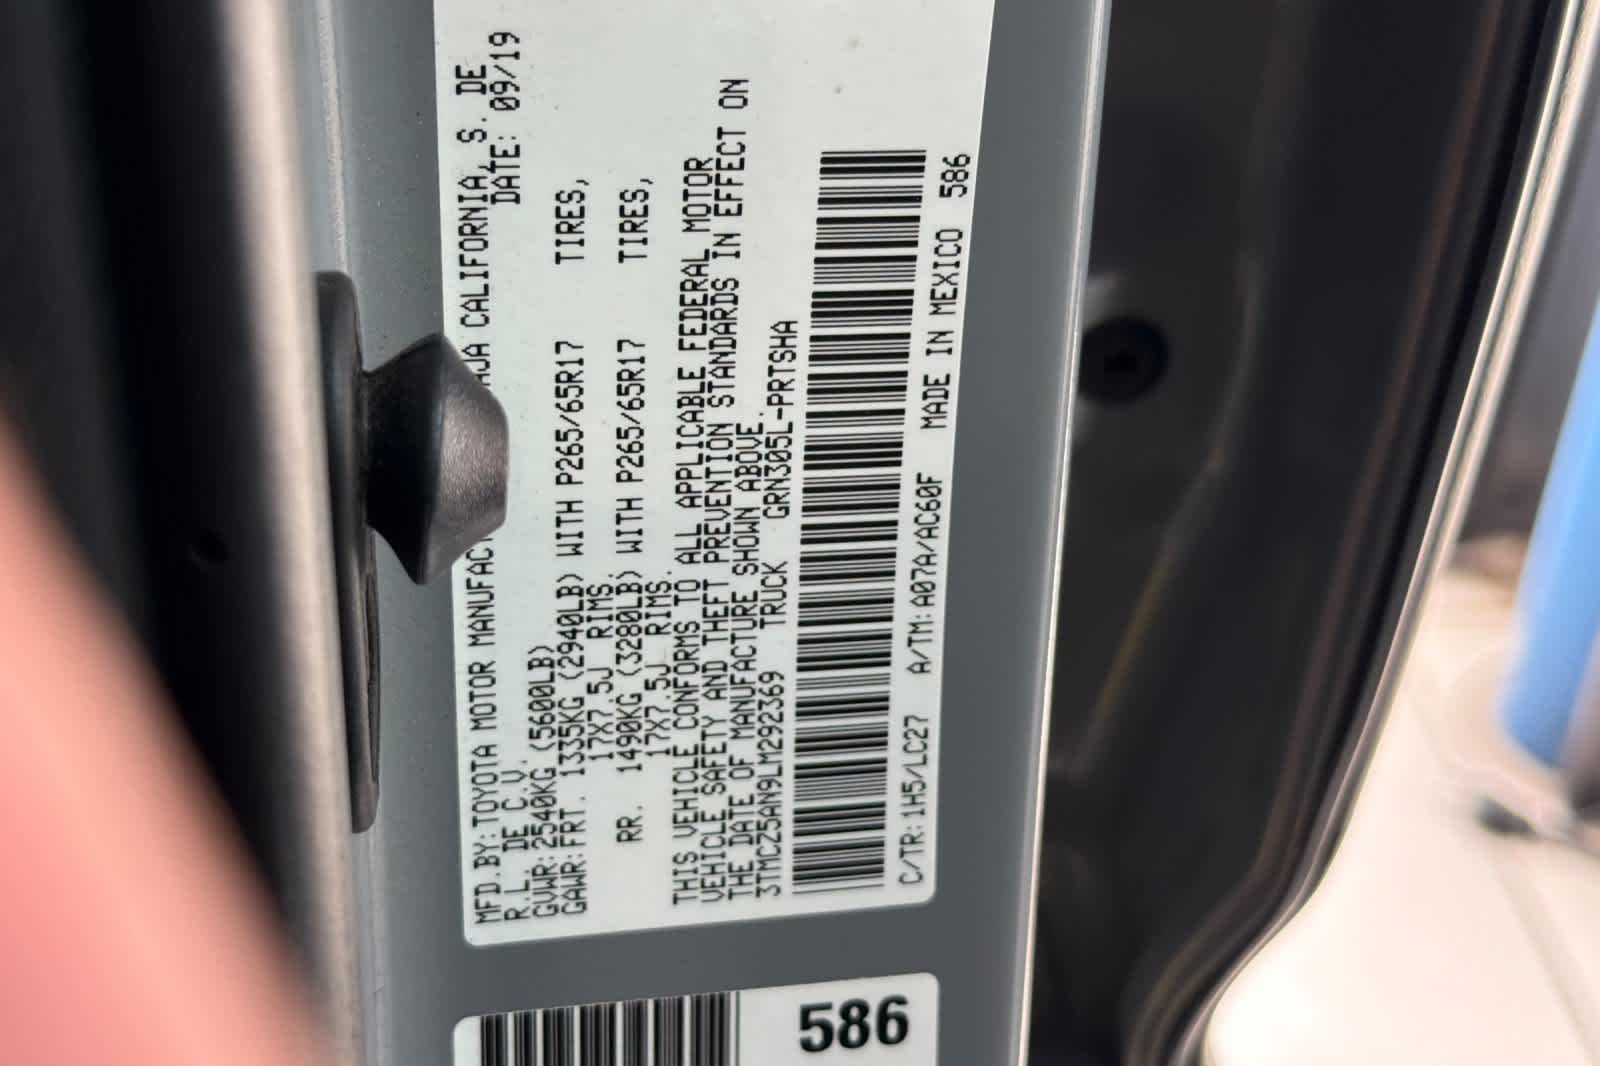 MFD.BY:TOYOTA MOTOR MANUFAC AJA CALIFORNIA, S. DE
R.L. DE C.V. DATE: 09/19
GVWR:2540KG (5600LB)
GAWR:FRT. 1335KG (2940LB) WITH P265/65R17 TIRES,
17X7.5J RIMS.
RR. 1490KG (3280LB) WITH P265/65R17 TIRES,
17X7.5J RIMS.
THIS VEHICLE CONFORMS TO ALL APPLICABLE FEDERAL MOTOR
VEHICLE SAFETY AND THEFT PREVENTION STANDARDS IN EFFECT ON
THE DATE OF MANUFACTURE SHOWN ABOVE.
3TMCZ5AN9LM292369 TRUCK GRN305L-PRTSHA
C/TR:1H5/LC27 A/TM:A07A/AC60F MADE IN MEXICO 586
586